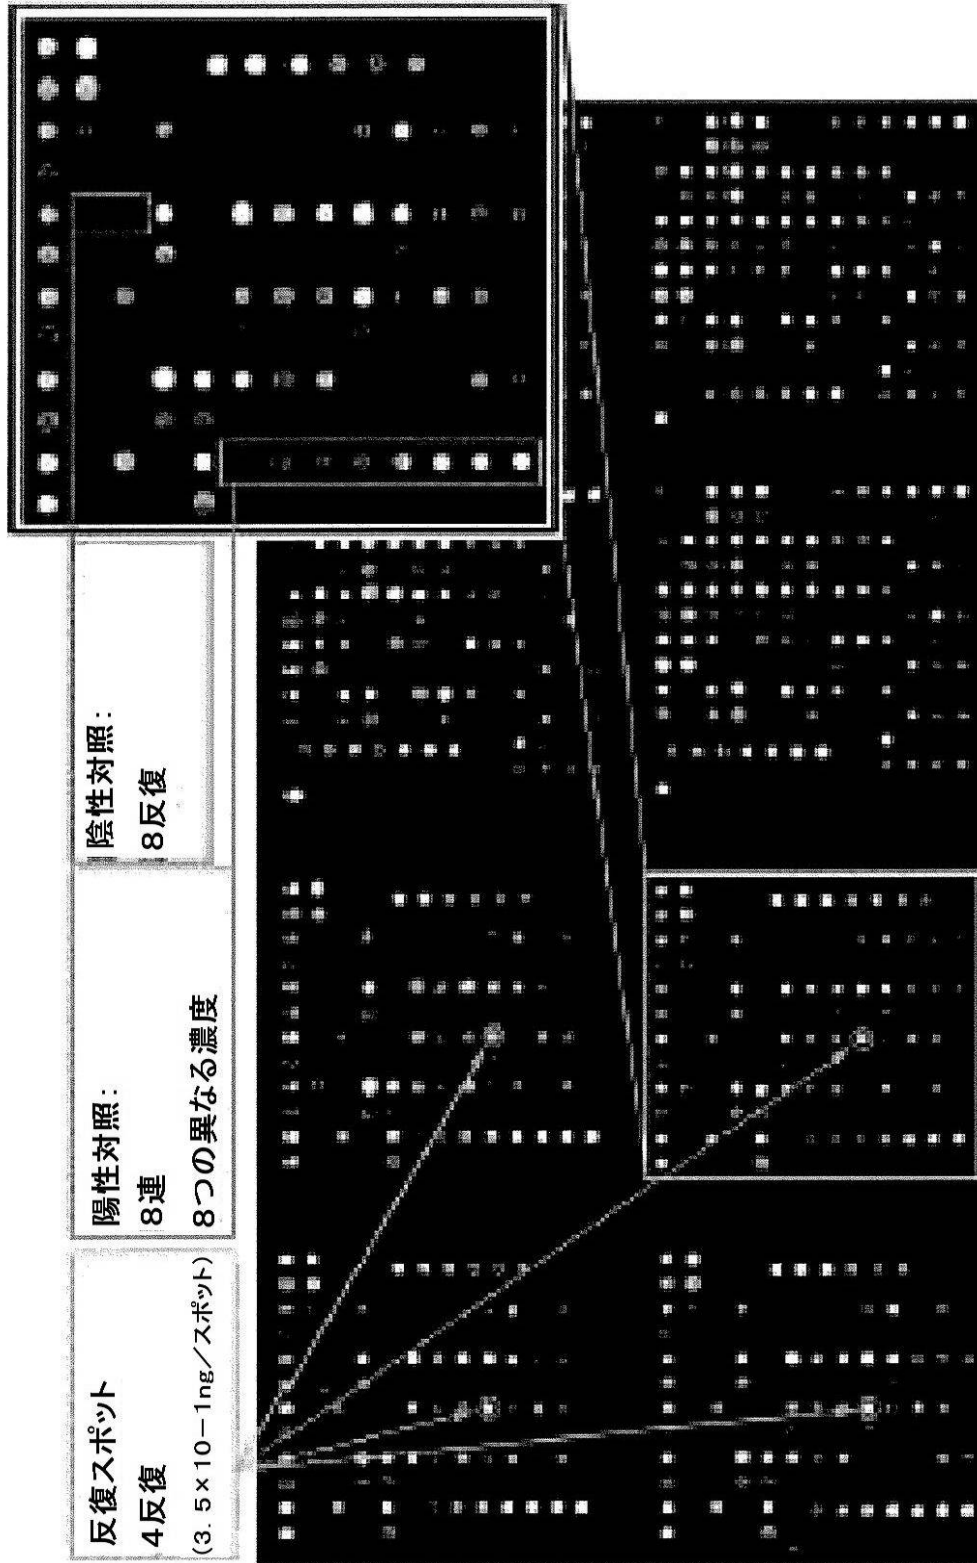 反復スポット
4反復
(3. 5×10－1ng／スポット)
陽性対照:
8連
8つの異なる濃度
陰性対照:
8反復